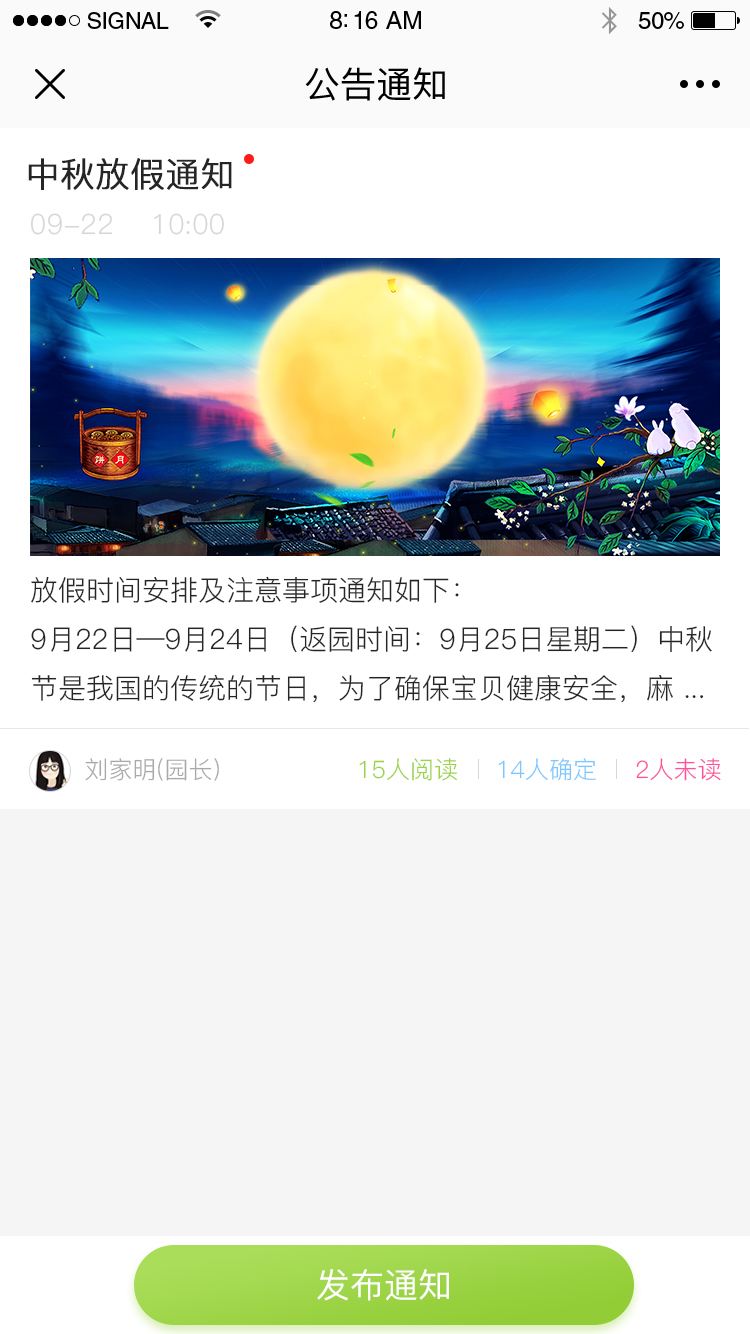 SIGNAL 8:16 AM 50%
公告通知
中秋放假通知
09-22 10:00
放假时间安排及注意事项通知如下：
9月22日—9月24日（返园时间：9月25日星期二）中秋
节是我国的传统的节日，为了确保宝贝健康安全，麻 ...
刘家明(园长) 15人阅读 14人确定 2人未读
发布通知